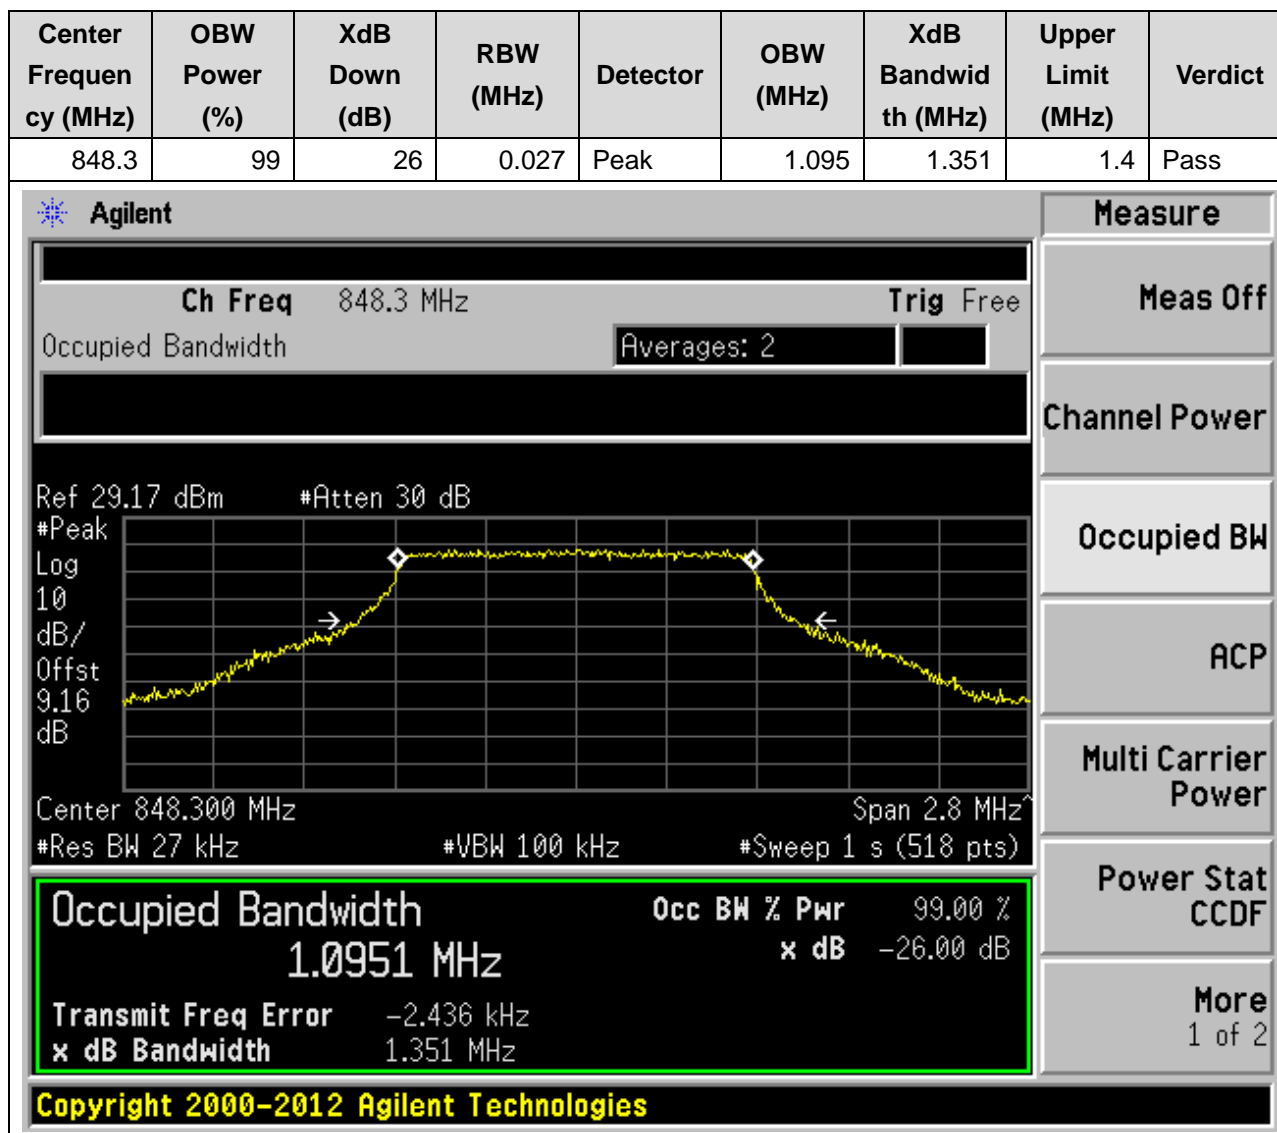 Center Frequen cy (MHz)
OBW Power (%)
XdB Down (dB)
RBW (MHz)
Detector
OBW (MHz)
XdB Bandwid th (MHz)
Upper Limit (MHz)
Verdict
848.3 99 26 0.027 Peak 1.095 1.351 1.4 Pass
Agilent
Measure
Ch Freq 848.3 MHz Trig Free
Occupied Bandwidth Averages: 2
Ref 29.17 dBm #Atten 30 dB
#Peak
Log
10
dB/
Offst
9.16
dB
Center 848.300 MHz Span 2.8 MHz^
#Res BW 27 kHz #VBW 100 kHz #Sweep 1 s (518 pts)
Occupied Bandwidth
1.0951 MHz
Occ BW % Pwr 99.00 %
x dB -26.00 dB
Transmit Freq Error -2.436 kHz
x dB Bandwidth 1.351 MHz
Meas Off
Channel Power
Occupied BW
ACP
Multi Carrier
Power
Power Stat
CCDF
More
1 of 2
Copyright 2000-2012 Agilent Technologies